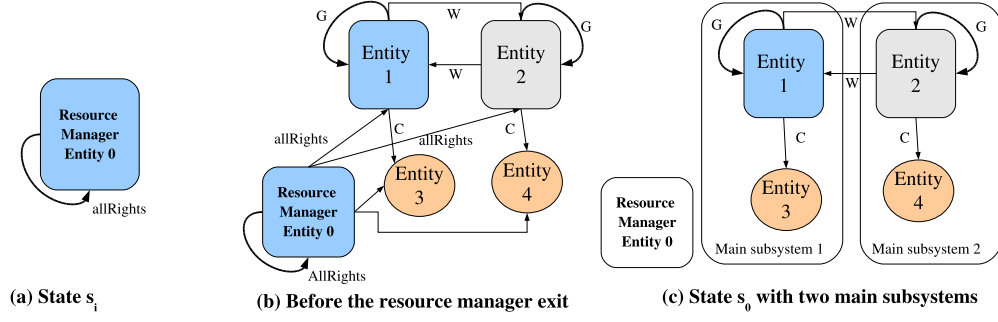 Resource
Manager
Entity 0
allRights
(a) State si
G
W
G
Entity
1
Entity
2
W
allRights
C
allRights
C
Resource
Manager
Entity 0
Entity
3
Entity
4
AllRights
(b) Before the resource manager exit
G
W
G
Entity
1
Entity
2
W
C
C
Resource
Manager
Entity 0
Entity
3
Entity
4
Main subsystem 1
Main subsystem 2
(c) State s0 with two main subsystems